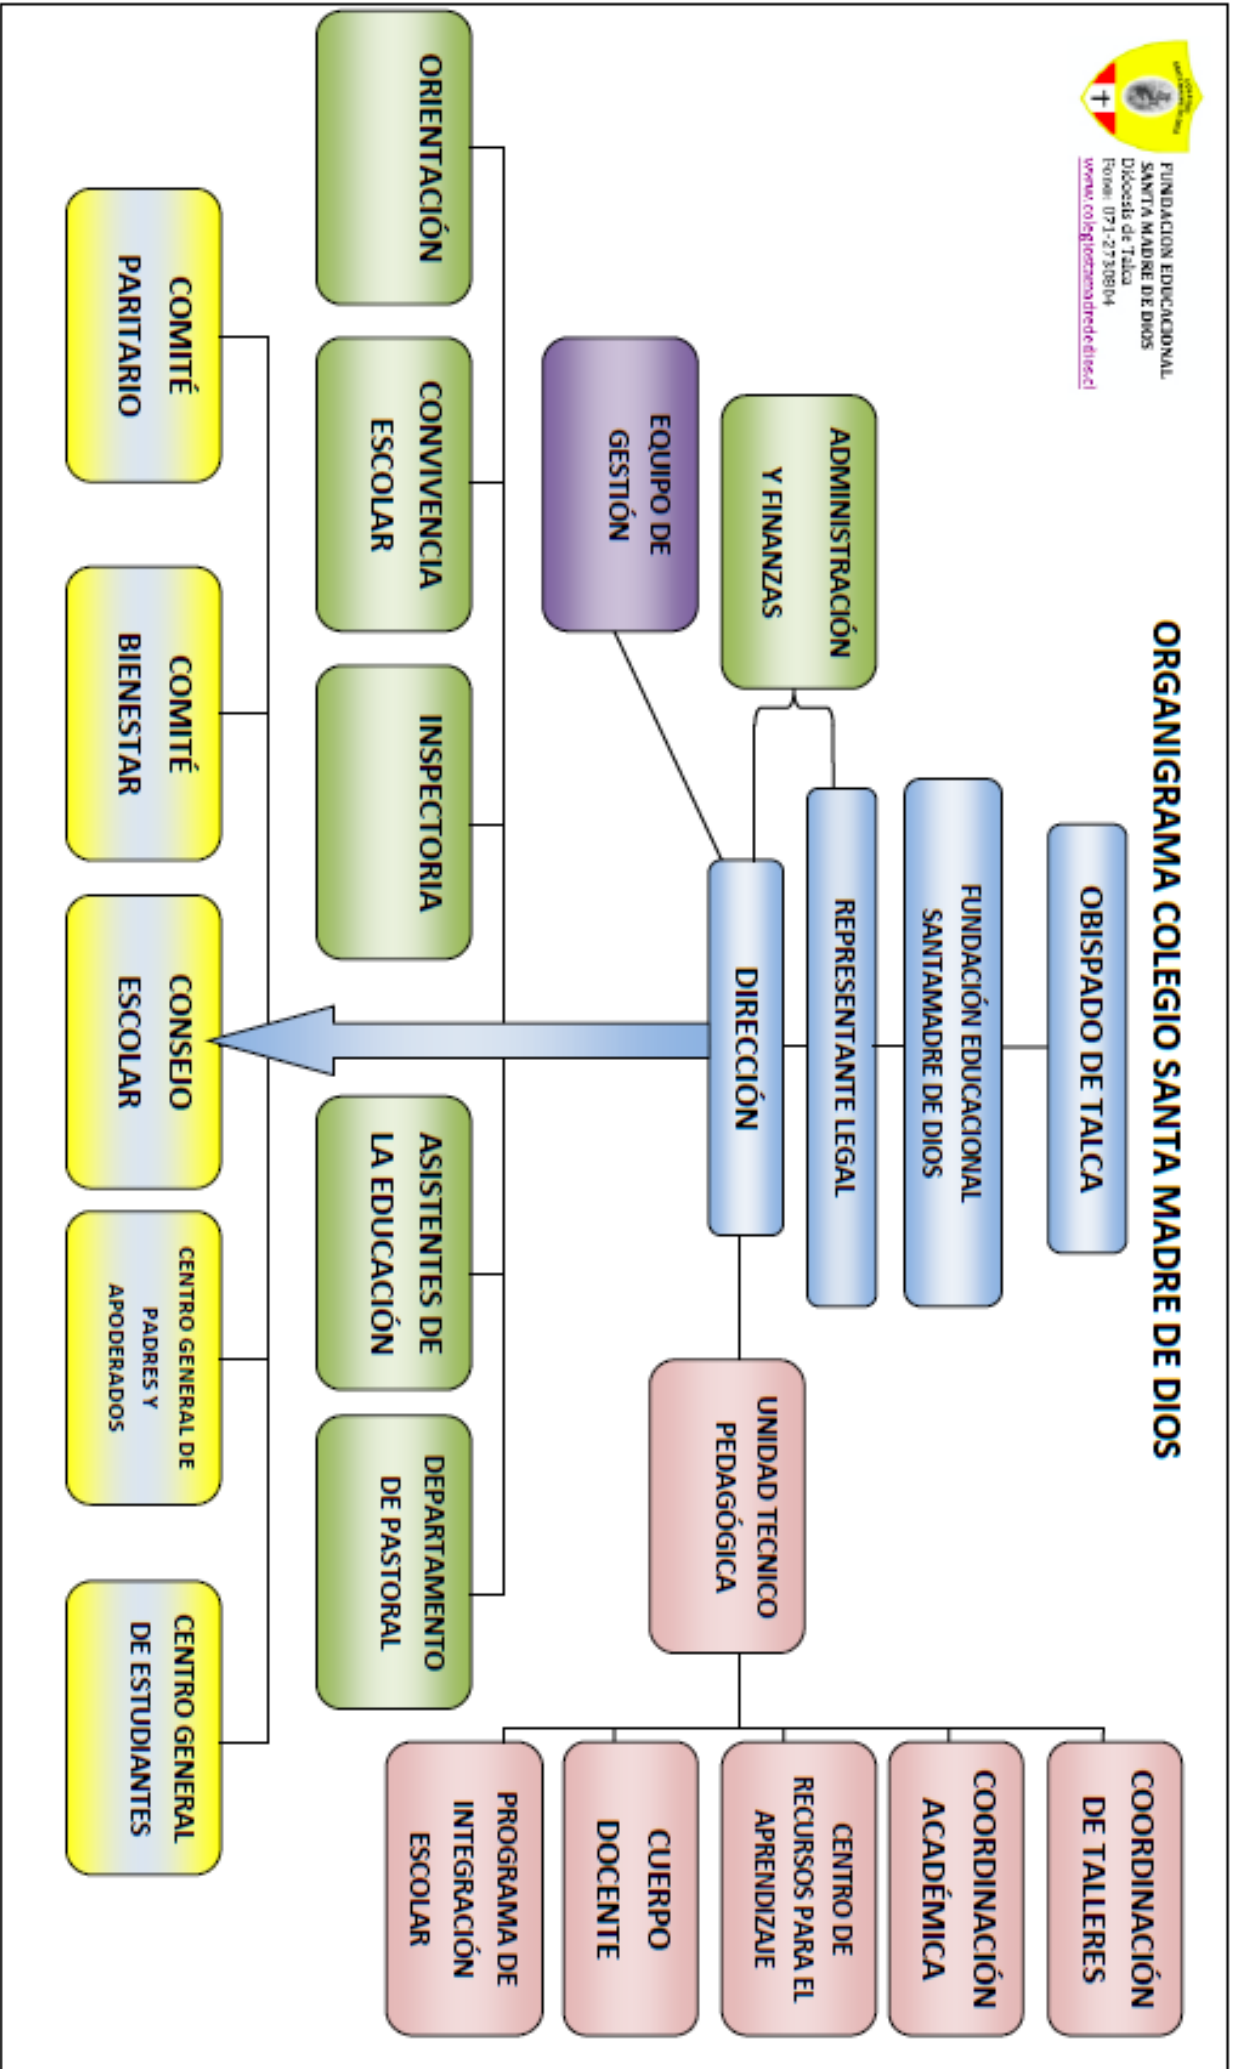 FUNDACION EDUCACIONAL
SANTA MADRE DE DIOS
Diócesis de Talca
Fono: 071-2730804
www.colegiostamadrededios.cl
ORGANIGRAMA COLEGIO SANTA MADRE DE DIOS
OBISPADO DE TALCA
FUNDACIÓN EDUCACIONAL
SANTAMADRE DE DIOS
REPRESENTANTE LEGAL
ADMINISTRACIÓN
Y FINANZAS
DIRECCIÓN
EQUIPO DE
GESTIÓN
UNIDAD TECNICO
PEDAGÓGICA
COORDINACIÓN
DE TALLERES
COORDINACIÓN
ACADÉMICA
CENTRO DE
RECURSOS PARA EL
APRENDIZAJE
CUERPO
DOCENTE
PROGRAMA DE
INTEGRACIÓN
ESCOLAR
ORIENTACIÓN
CONVIVENCIA
ESCOLAR
INSPECTORIA
ASISTENTES DE
LA EDUCACIÓN
DEPARTAMENTO
DE PASTORAL
COMITÉ
PARITARIO
COMITÉ
BIENESTAR
CONSEJO
ESCOLAR
CENTRO GENERAL DE
PADRES Y
APODERADOS
CENTRO GENERAL
DE ESTUDIANTES